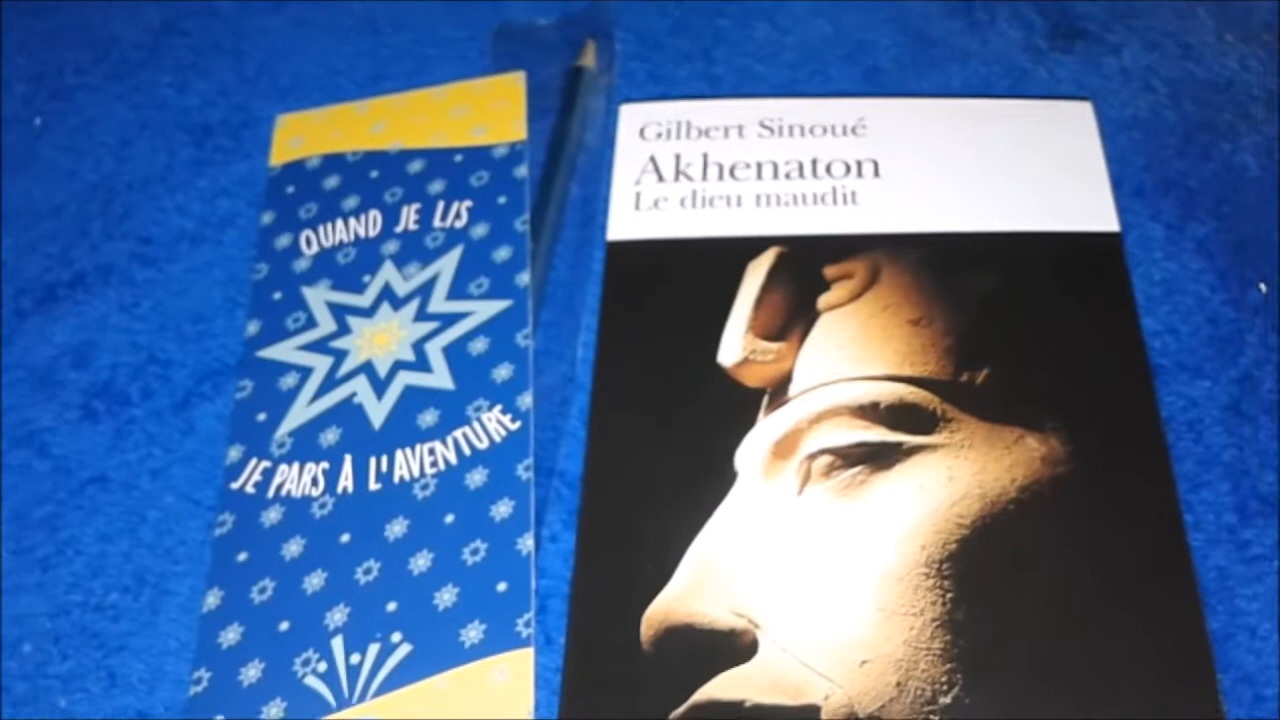 QUAND JE LIS
JE PARS À L'AVENTURE
Gilbert Sinoué
Akhenaton
Le dieu maudit